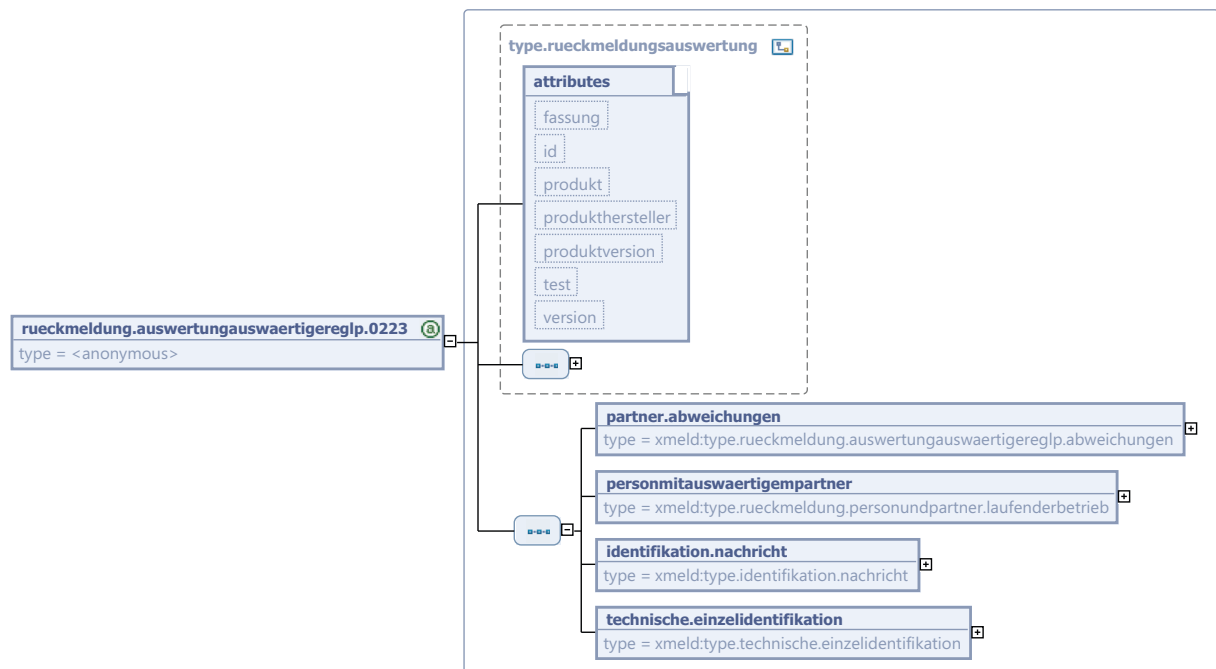 type.rueckmeldungsauswertung
attributes
fassung
id
produkt
produkthersteller
produktversion
test
version
rueckmeldung.auswertungauswaertigereglp.0223 a
type = <anonymous>
partner.abweichungen
type = xmeld:type.rueckmeldung.auswertungauswaertigereglp.abweichungen
personmitauswaertigempartner
type = xmeld:type.rueckmeldung.personundpartner.laufenderbetrieb
identifikation.nachricht
type = xmeld:type.identifikation.nachricht
technische.einzelidentifikation
type = xmeld:type.technische.einzelidentifikation